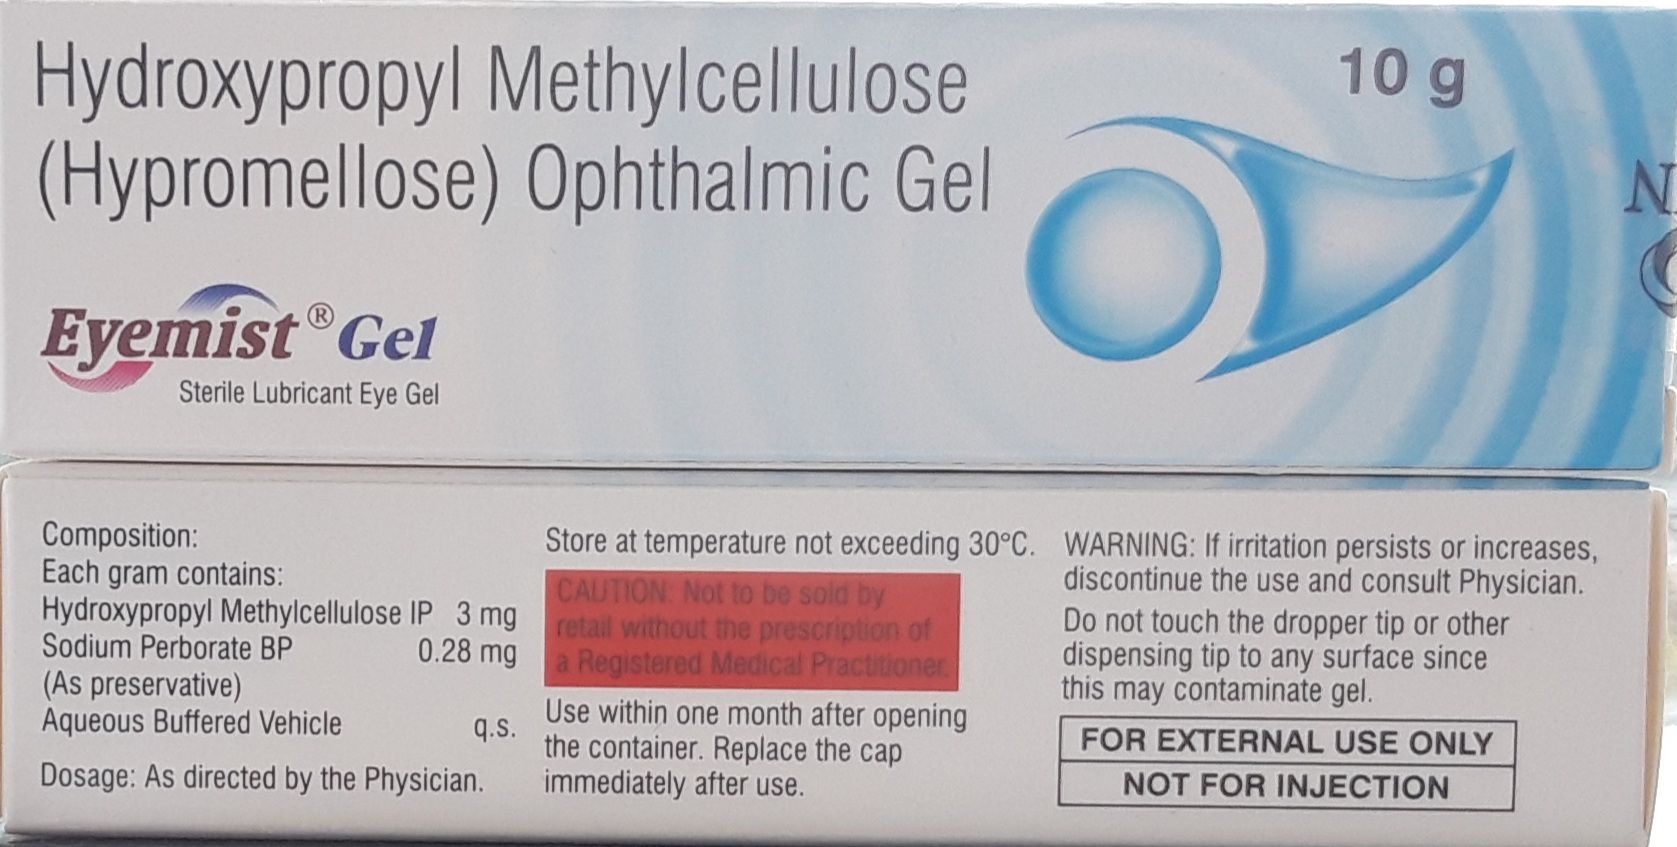 Hydroxypropyl Methylcellulose
(Hypromellose) Ophthalmic Gel
10 g
Eyemist® Gel
Sterile Lubricant Eye Gel
Composition:
Each gram contains:
Hydroxypropyl Methylcellulose IP 3 mg
Sodium Perborate BP 0.28 mg
(As preservative)
Aqueous Buffered Vehicle q.s.
Dosage: As directed by the Physician.
Store at temperature not exceeding 30°C.
CAUTION: Not to be sold by
retail without the prescription of
a Registered Medical Practitioner.
Use within one month after opening
the container. Replace the cap
immediately after use.
WARNING: If irritation persists or increases,
discontinue the use and consult Physician.
Do not touch the dropper tip or other
dispensing tip to any surface since
this may contaminate gel.
FOR EXTERNAL USE ONLY
NOT FOR INJECTION